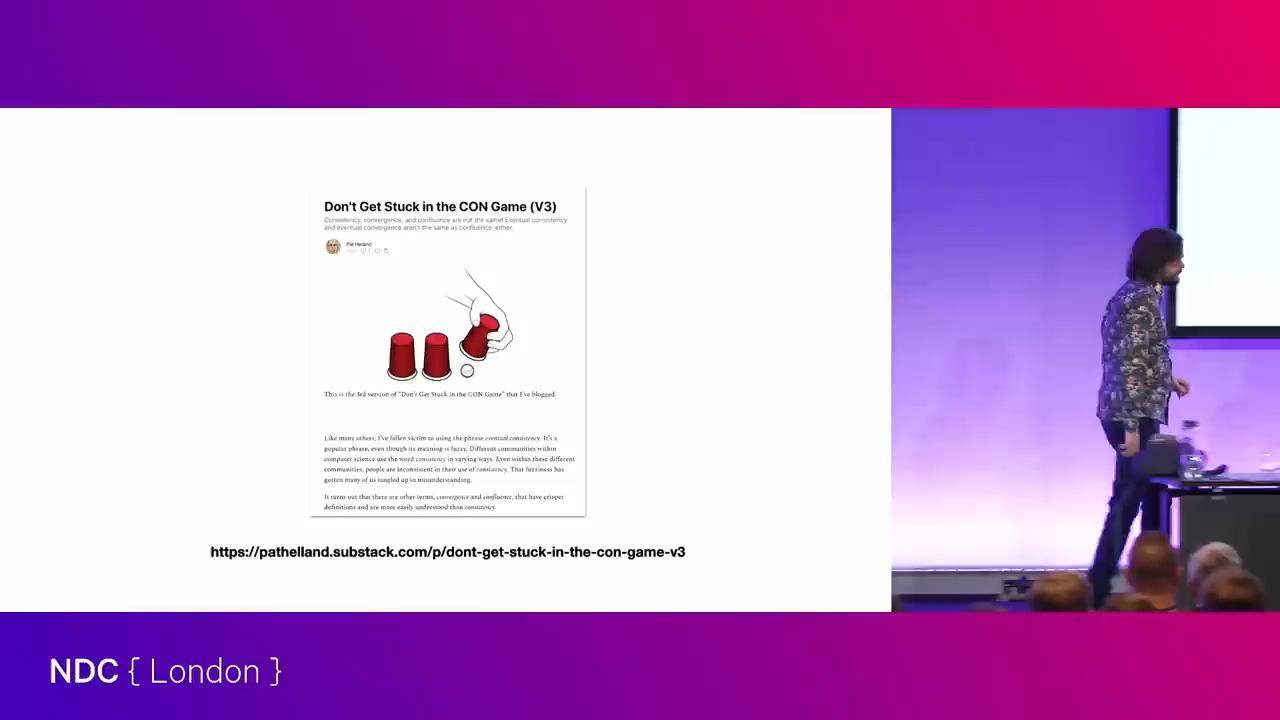 Don't Get Stuck in the CON Game (V3)
Consistency, convergence, and confluence are not the same! Eventual consistency
and eventual convergence aren't the same as confluence, either.
Pat Helland
This is the 3rd version of "Don't Get Stuck in the CON Game" that I've blogged.
Like many others, I've fallen victim to using the phrase eventual consistency. It's a
popular phrase, even though its meaning is fuzzy. Different communities within
computer science use the word consistency in varying ways. Even within these different
communities, people are inconsistent in their use of consistency. That fuzziness has
gotten many of us tangled up in misunderstanding.
It turns out that there are other terms, convergence and confluence, that have crisper
definitions and are more easily understood than consistency.
https://pathelland.substack.com/p/dont-get-stuck-in-the-con-game-v3
NDC { London }